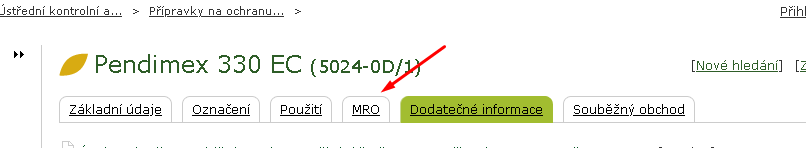 Ústřední kontrolní a... > Přípravky na ochranu... > Přihl
Pendimex 330 EC (5024-0D/1) [Nové hledání] [Z
Základní údaje Označení Použití MRO Dodatečné informace Souběžný obchod